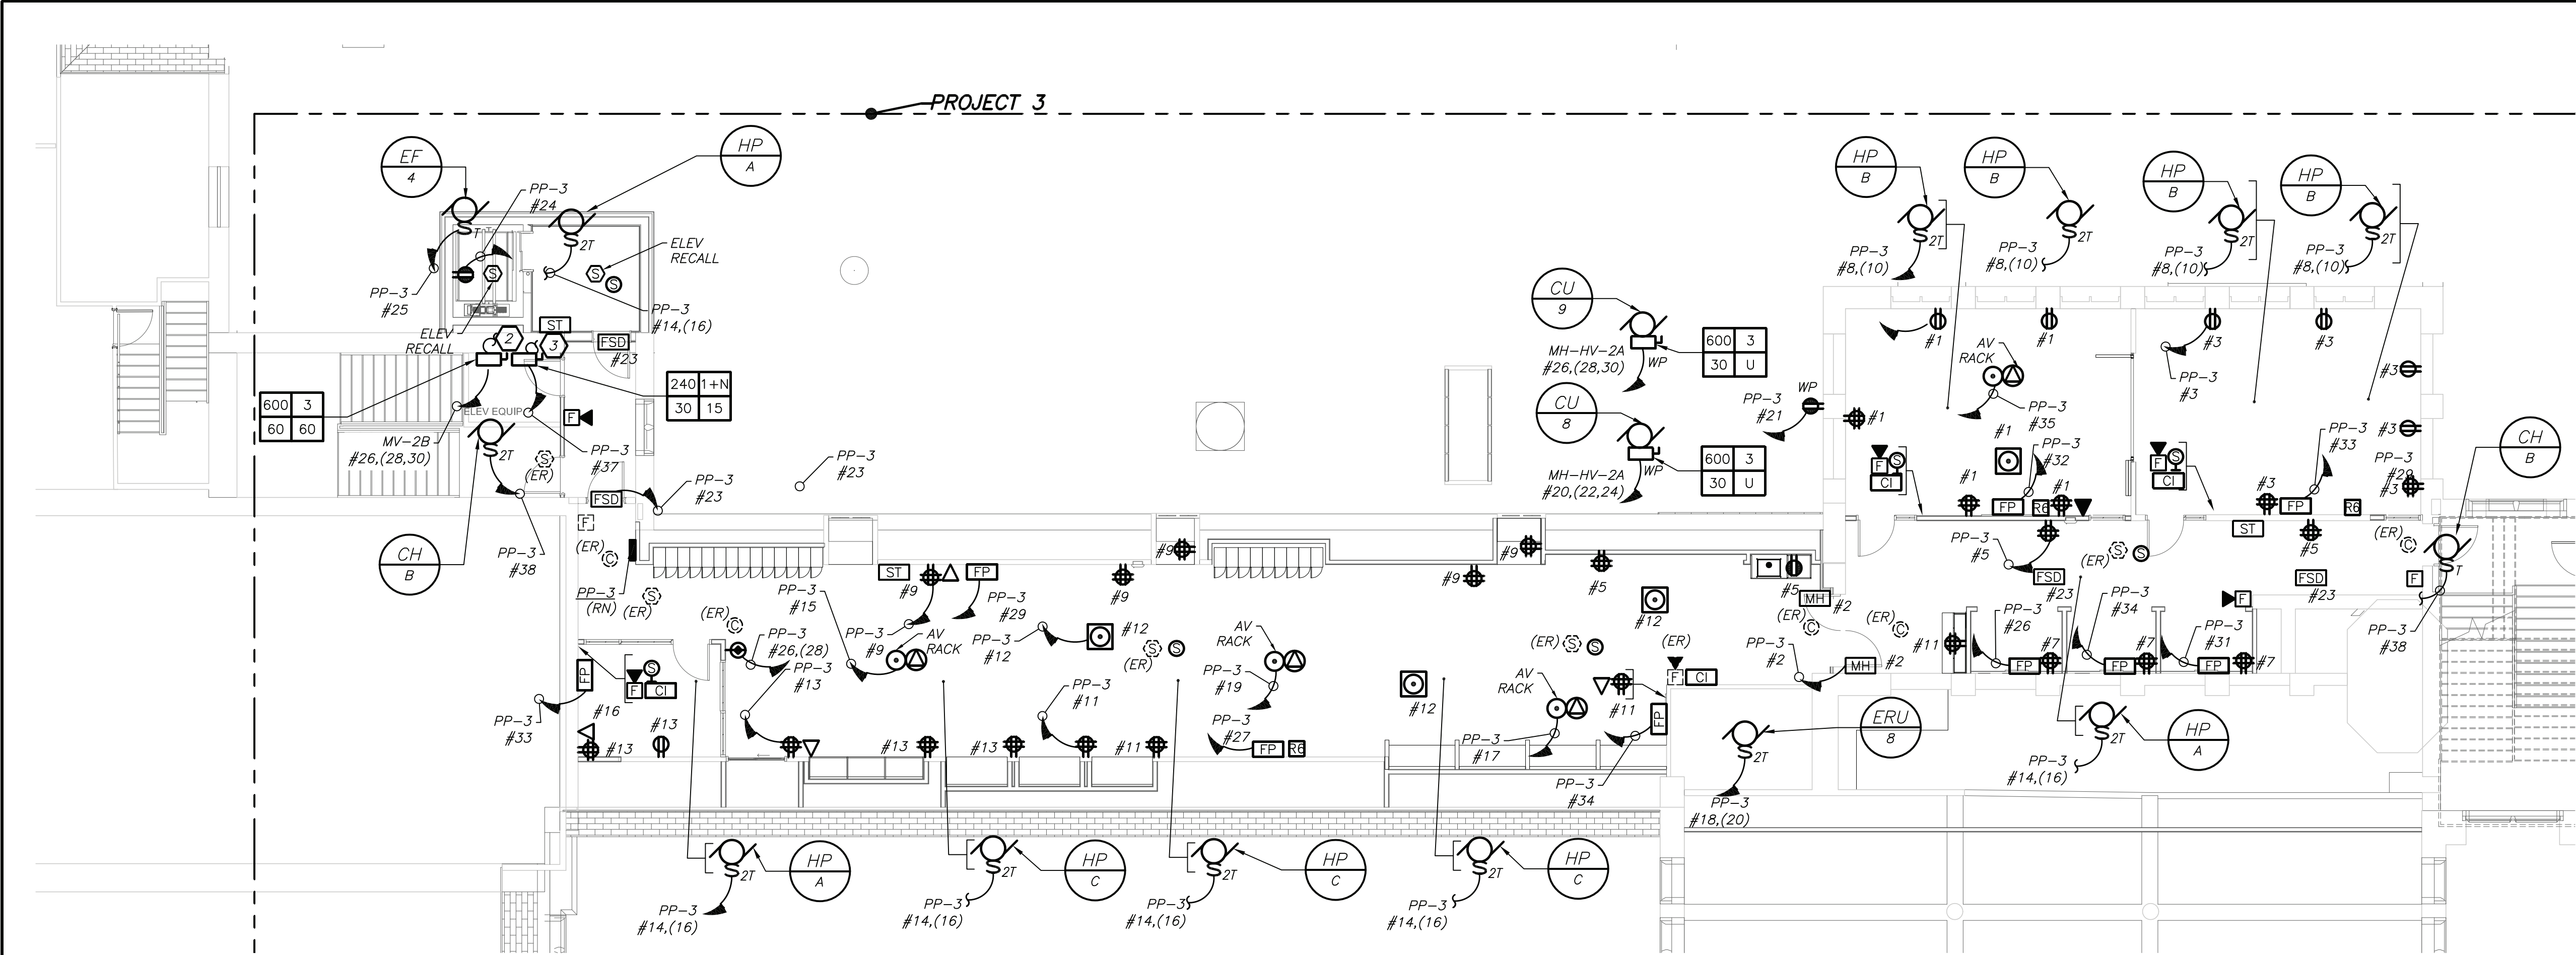 PROJECT 3
EF
4
HP
A
HP
B
HP
B
HP
B
HP
B
PP-3
#24
T
2T
ELEV
RECALL
S
S
S
PP-3
#25
PP-3
#14,(16)
ELEV
RECALL
2
3
ST
FSD
#23
600 3
60 60
240 1+N
30 15
ELEV EQUIP
F
MV-2B
#26,(28,30)
2T
PP-3
#37
S
(ER)
FSD
PP-3
#23
PP-3
#23
CH
B
PP-3
#38
F
(ER)
C
PP-3
(RN)
(ER)
S
CU
9
MH-HV-2A
#26,(28,30)
WP
600 3
30 U
CU
8
MH-HV-2A
#20,(22,24)
WP
600 3
30 U
2T
PP-3
#8,(10)
2T
PP-3
#8,(10)
2T
PP-3
#8,(10)
2T
PP-3
#8,(10)
#1
#1
#3
#3
AV
RACK
PP-3
#3
#3
WP
PP-3
#21
#1
PP-3
#35
#1
PP-3
#32
PP-3
#33
#3
PP-3
#29
#3
CH
B
F
S
CI
F
S
CI
#1
FP
R6
#1
#3
FP
R6
PP-3
#5
(ER)
S
S
ST
#5
(ER)
C
T
FSD
#23
FSD
#23
F
F
PP-3
#38
#9
#9
#9
#5
#5
MH
#2
ST
#9
FP
PP-3
#29
#9
PP-3
#15
(ER)
C
PP-3
#9
AV
RACK
PP-3
#12
#12
(ER)
S
S
AV
RACK
#12
(ER)
S
S
(ER)
F
CI
(ER)
C
(ER)
C
PP-3
#2
MH
#2
#11
PP-3
#26
FP
#7
PP-3
#34
FP
#7
PP-3
#31
FP
#7
PP-3
#26,(28)
PP-3
#13
F
S
CI
FP
#16
PP-3
#33
#13
#13
#13
#13
PP-3
#11
#11
PP-3
#19
PP-3
#27
FP
R6
#12
AV
RACK
PP-3
#17
#11
FP
PP-3
#34
2T
ERU
8
PP-3
#18,(20)
2T
HP
A
PP-3
#14,(16)
2T
HP
A
PP-3
#14,(16)
2T
HP
C
PP-3
#14,(16)
2T
HP
C
PP-3
#14,(16)
2T
HP
C
PP-3
#14,(16)